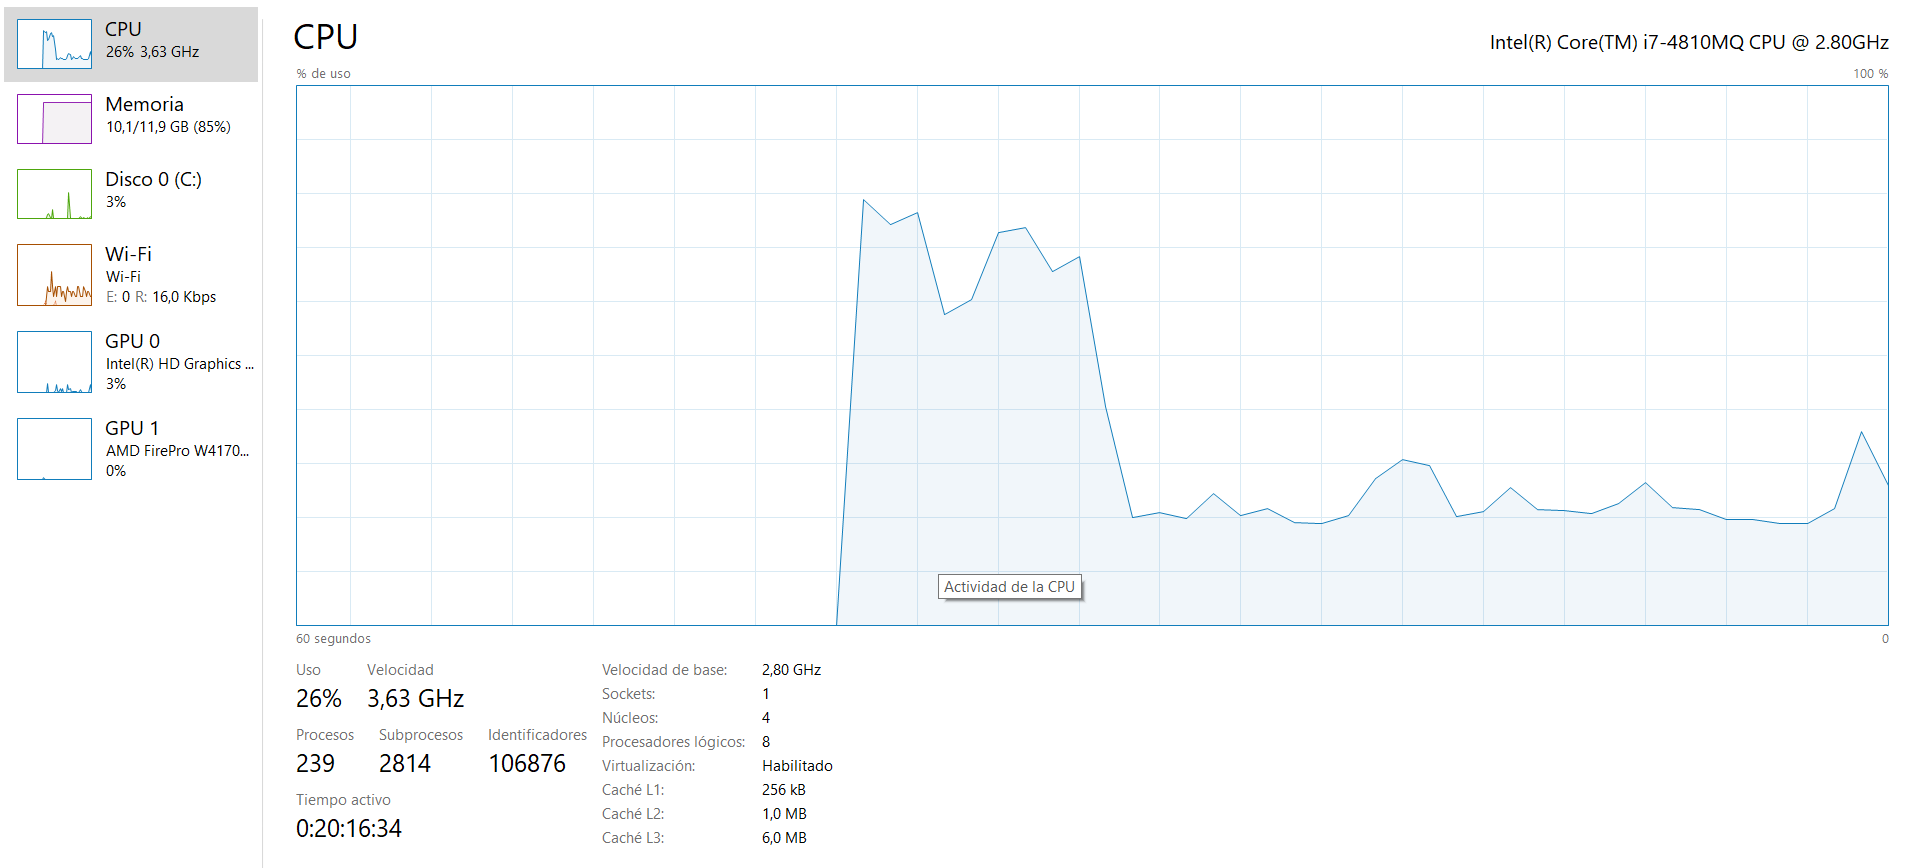 CPU
26% 3,63 GHz
Memoria
10,1/11,9 GB (85%)
Disco 0 (C:)
3%
Wi-Fi
Wi-Fi
E: 0 R: 16,0 Kbps
GPU 0
Intel(R) HD Graphics ...
3%
GPU 1
AMD FirePro W4170...
0%
CPU
Intel(R) Core(TM) i7-4810MQ CPU @ 2.80GHz
% de uso
100 %
Actividad de la CPU
60 segundos
0
Uso
Velocidad
26%
3,63 GHz
Procesos
Subprocesos
Identificadores
239
2814
106876
Tiempo activo
0:20:16:34
Velocidad de base: 2,80 GHz
Sockets: 1
Núcleos: 4
Procesadores lógicos: 8
Virtualización: Habilitado
Caché L1: 256 kB
Caché L2: 1,0 MB
Caché L3: 6,0 MB